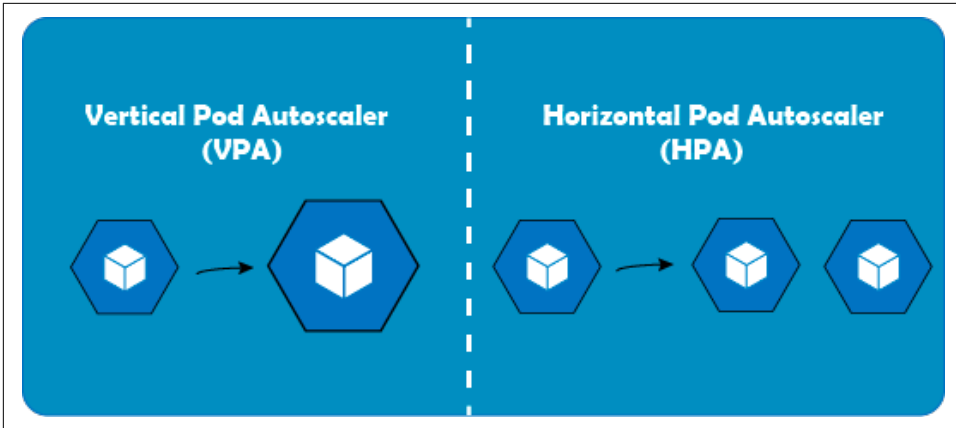 Vertical Pod Autoscaler
(VPA)
Horizontal Pod Autoscaler
(HPA)